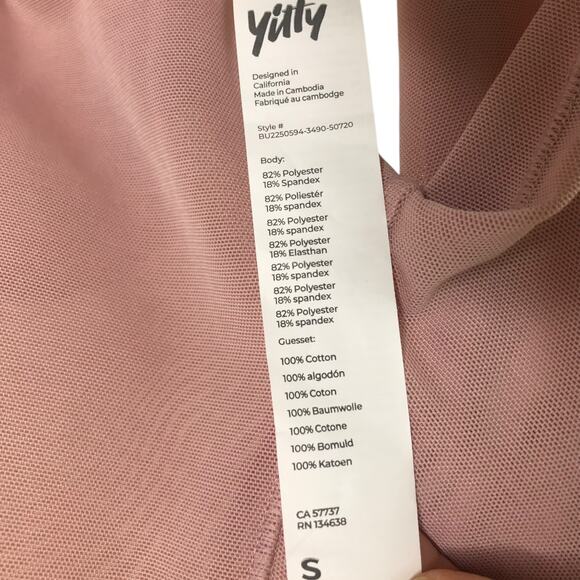 yitty
Designed in
California
Made in Cambodia
Fabriqué au cambodge
Style #
BU2250594-3490-50720
Body:
82% Polyester
18% Spandex
82% Poliestér
18% Spandex
82% Polyester
18% spandex
82% Polyester
18% Elasthan
82% Polyester
18% spandex
82% Polyester
18% spandex
82% Polyester
18% spandex
Guesset:
100% Cotton
100% algodón
100% Coton
100% Baumwolle
100% Cotone
100% Bomuld
100% Katoen
CA 57737
RN 134638
S